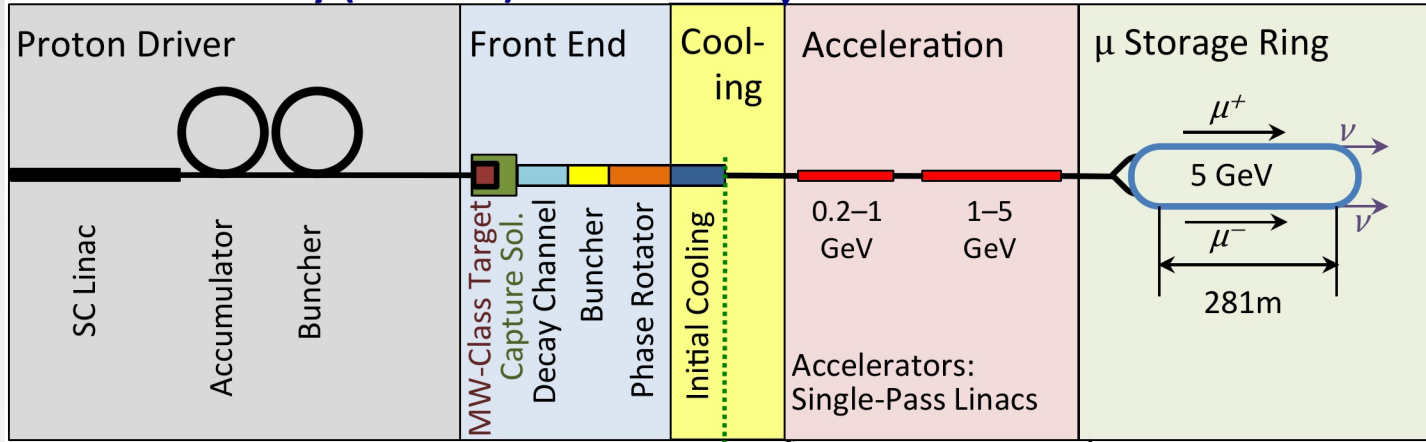 Proton Driver
Front End
Cool-
ing
Acceleration
μ Storage Ring
SC Linac
Accumulator
Buncher
MW-Class Target
Capture Sol.
Decay Channel
Buncher
Phase Rotator
Initial Cooling
0.2–1
GeV
1–5
GeV
Accelerators:
Single-Pass Linacs
μ+
ν
5 GeV
ν
μ−
281m